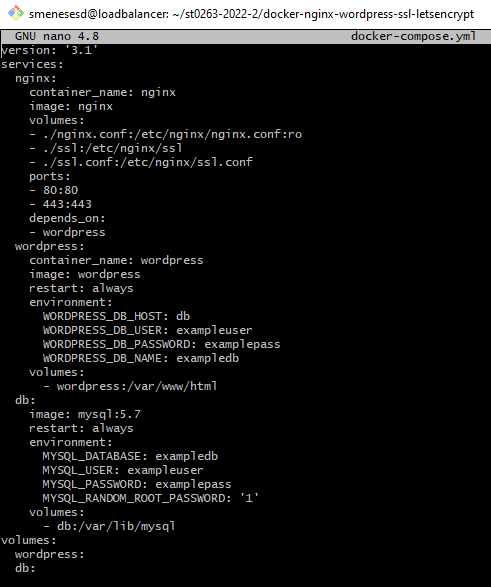 smenesesd@loadbalancer: ~/st0263-2022-2/docker-nginx-wordpress-ssl-letsencrypt
GNU nano 4.8 docker-compose.yml
version: '3.1'
services:
  nginx:
    container_name: nginx
    image: nginx
    volumes:
    - ./nginx.conf:/etc/nginx/nginx.conf:ro
    - ./ssl:/etc/nginx/ssl
    - ./ssl.conf:/etc/nginx/ssl.conf
    ports:
    - 80:80
    - 443:443
    depends_on:
    - wordpress
  wordpress:
    container_name: wordpress
    image: wordpress
    restart: always
    environment:
      WORDPRESS_DB_HOST: db
      WORDPRESS_DB_USER: exampleuser
      WORDPRESS_DB_PASSWORD: examplepass
      WORDPRESS_DB_NAME: exampledb
    volumes:
      - wordpress:/var/www/html
  db:
    image: mysql:5.7
    restart: always
    environment:
      MYSQL_DATABASE: exampledb
      MYSQL_USER: exampleuser
      MYSQL_PASSWORD: examplepass
      MYSQL_RANDOM_ROOT_PASSWORD: '1'
    volumes:
      - db:/var/lib/mysql
volumes:
  wordpress:
  db: